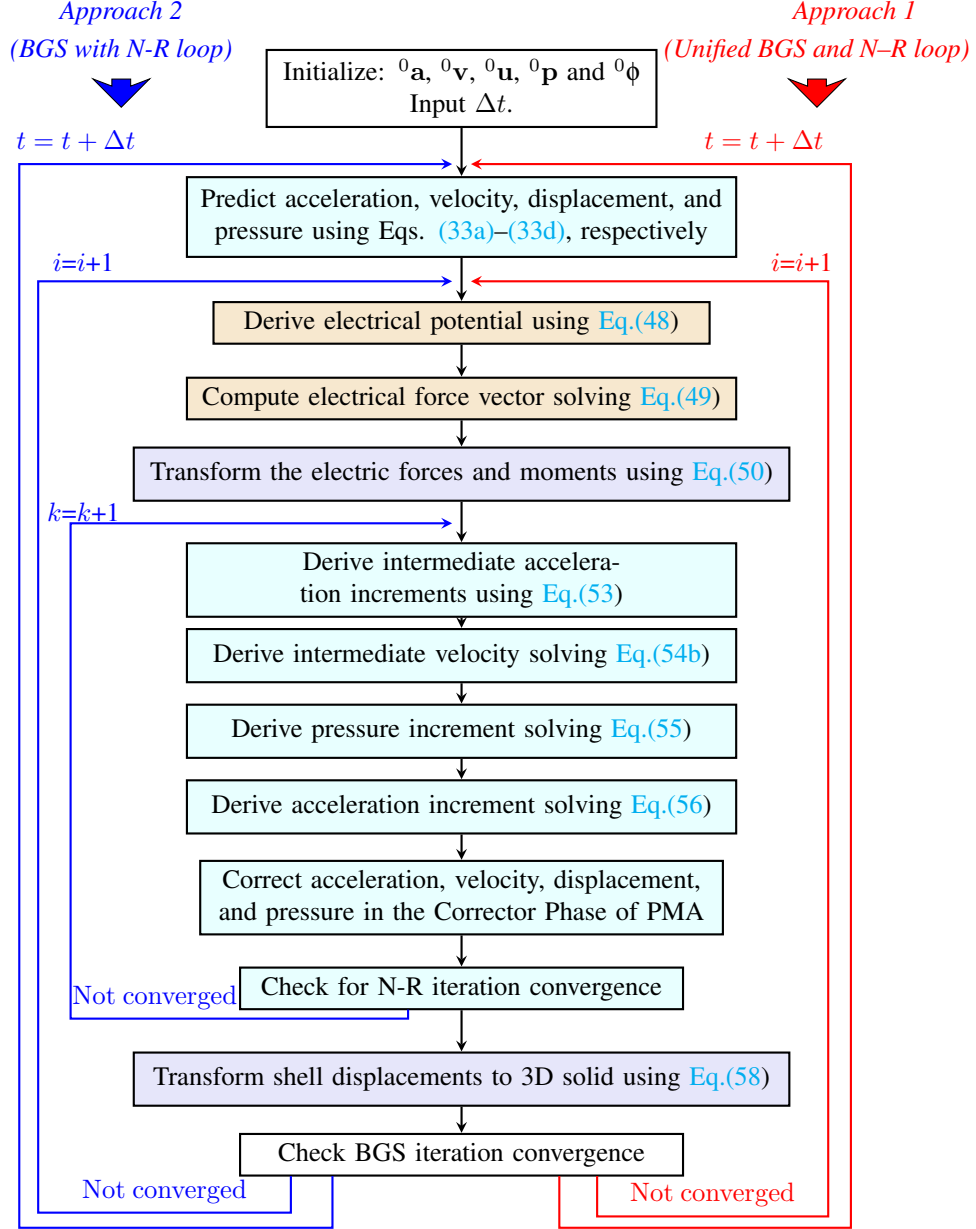 Approach 2
(BGS with N-R loop)
Approach 1
(Unified BGS and N–R loop)
Initialize: ⁰a, ⁰v, ⁰u, ⁰p and ⁰ϕ
Input Δt.
t = t + Δt
t = t + Δt
Predict acceleration, velocity, displacement, and
pressure using Eqs. (33a)–(33d), respectively
i=i+1
i=i+1
Derive electrical potential using Eq.(48)
Compute electrical force vector solving Eq.(49)
Transform the electric forces and moments using Eq.(50)
k=k+1
Derive intermediate accelera-
tion increments using Eq.(53)
Derive intermediate velocity solving Eq.(54b)
Derive pressure increment solving Eq.(55)
Derive acceleration increment solving Eq.(56)
Correct acceleration, velocity, displacement,
and pressure in the Corrector Phase of PMA
Check for N-R iteration convergence
Not converged
Transform shell displacements to 3D solid using Eq.(58)
Check BGS iteration convergence
Not converged
Not converged